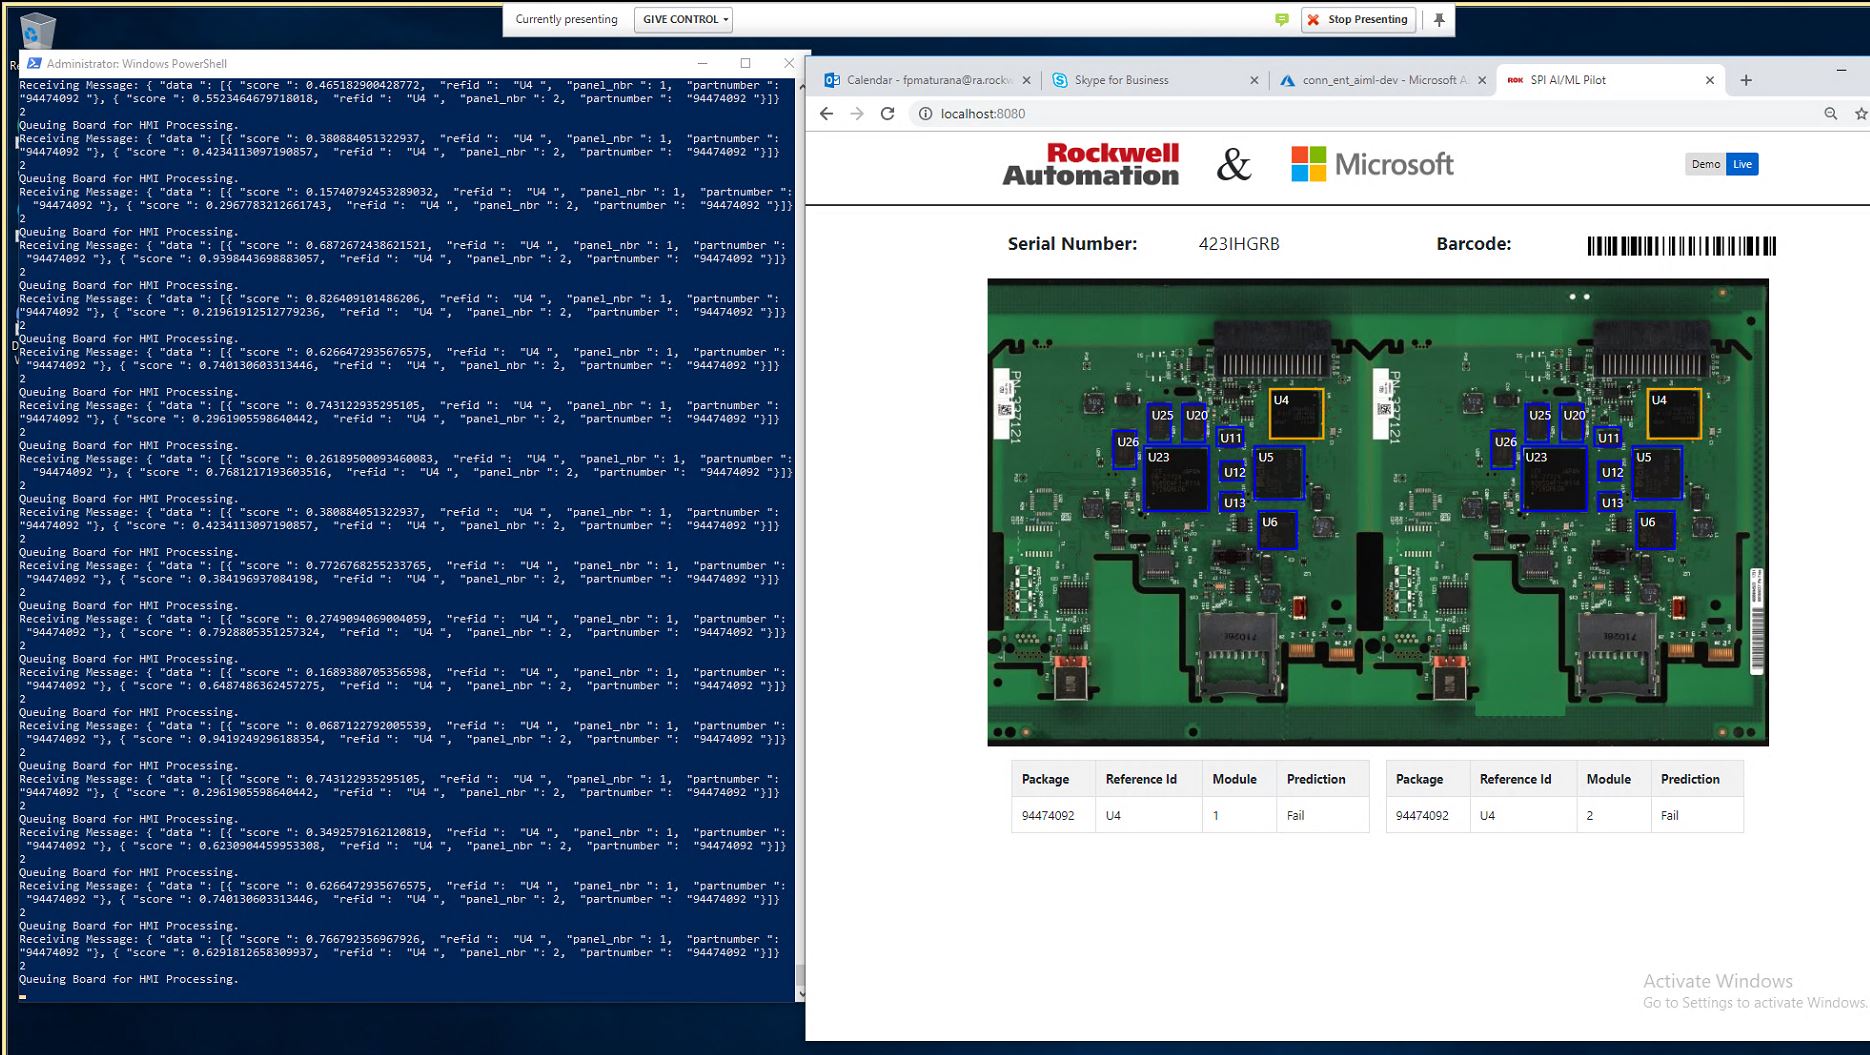 Currently presenting
GIVE CONTROL
Stop Presenting
Administrator: Windows PowerShell
Receiving Message: { "data ": [{ "score ": 0.465182900428772, "refid ": "U4 ", "panel_nbr ": 1, "partnumber ":
"94474092 "}, { "score ": 0.5523464679718018, "refid ": "U4 ", "panel_nbr ": 2, "partnumber ": "94474092 "}]}
2
Queuing Board for HMI Processing.
Receiving Message: { "data ": [{ "score ": 0.380884051322937, "refid ": "U4 ", "panel_nbr ": 1, "partnumber ":
"94474092 "}, { "score ": 0.4234113097190857, "refid ": "U4 ", "panel_nbr ": 2, "partnumber ": "94474092 "}]}
2
Queuing Board for HMI Processing.
Receiving Message: { "data ": [{ "score ": 0.15740792453289032, "refid ": "U4 ", "panel_nbr ": 1, "partnumber ":
"94474092 "}, { "score ": 0.2967783212661743, "refid ": "U4 ", "panel_nbr ": 2, "partnumber ": "94474092 "}]}
2
Queuing Board for HMI Processing.
Receiving Message: { "data ": [{ "score ": 0.6872672438621521, "refid ": "U4 ", "panel_nbr ": 1, "partnumber ":
"94474092 "}, { "score ": 0.9398443698883057, "refid ": "U4 ", "panel_nbr ": 2, "partnumber ": "94474092 "}]}
2
Queuing Board for HMI Processing.
Receiving Message: { "data ": [{ "score ": 0.826409101486206, "refid ": "U4 ", "panel_nbr ": 1, "partnumber ":
"94474092 "}, { "score ": 0.21961912512779236, "refid ": "U4 ", "panel_nbr ": 2, "partnumber ": "94474092 "}]}
2
Queuing Board for HMI Processing.
Receiving Message: { "data ": [{ "score ": 0.6266472935676575, "refid ": "U4 ", "panel_nbr ": 1, "partnumber ":
"94474092 "}, { "score ": 0.740130603313446, "refid ": "U4 ", "panel_nbr ": 2, "partnumber ": "94474092 "}]}
2
Queuing Board for HMI Processing.
Receiving Message: { "data ": [{ "score ": 0.743122935295105, "refid ": "U4 ", "panel_nbr ": 1, "partnumber ":
"94474092 "}, { "score ": 0.2961905598640442, "refid ": "U4 ", "panel_nbr ": 2, "partnumber ": "94474092 "}]}
2
Queuing Board for HMI Processing.
Receiving Message: { "data ": [{ "score ": 0.26189500093460083, "refid ": "U4 ", "panel_nbr ": 1, "partnumber ":
"94474092 "}, { "score ": 0.7681217193603516, "refid ": "U4 ", "panel_nbr ": 2, "partnumber ": "94474092 "}]}
2
Queuing Board for HMI Processing.
Receiving Message: { "data ": [{ "score ": 0.380884051322937, "refid ": "U4 ", "panel_nbr ": 1, "partnumber ":
"94474092 "}, { "score ": 0.4234113097190857, "refid ": "U4 ", "panel_nbr ": 2, "partnumber ": "94474092 "}]}
2
Queuing Board for HMI Processing.
Receiving Message: { "data ": [{ "score ": 0.7726768255233765, "refid ": "U4 ", "panel_nbr ": 1, "partnumber ":
"94474092 "}, { "score ": 0.384196937084198, "refid ": "U4 ", "panel_nbr ": 2, "partnumber ": "94474092 "}]}
2
Queuing Board for HMI Processing.
Receiving Message: { "data ": [{ "score ": 0.2749094069004059, "refid ": "U4 ", "panel_nbr ": 1, "partnumber ":
"94474092 "}, { "score ": 0.7928805351257324, "refid ": "U4 ", "panel_nbr ": 2, "partnumber ": "94474092 "}]}
2
Queuing Board for HMI Processing.
Receiving Message: { "data ": [{ "score ": 0.1689380705356598, "refid ": "U4 ", "panel_nbr ": 1, "partnumber ":
"94474092 "}, { "score ": 0.6487486362457275, "refid ": "U4 ", "panel_nbr ": 2, "partnumber ": "94474092 "}]}
2
Queuing Board for HMI Processing.
Receiving Message: { "data ": [{ "score ": 0.0687122792005539, "refid ": "U4 ", "panel_nbr ": 1, "partnumber ":
"94474092 "}, { "score ": 0.9419249296188354, "refid ": "U4 ", "panel_nbr ": 2, "partnumber ": "94474092 "}]}
2
Queuing Board for HMI Processing.
Receiving Message: { "data ": [{ "score ": 0.743122935295105, "refid ": "U4 ", "panel_nbr ": 1, "partnumber ":
"94474092 "}, { "score ": 0.2961905598640442, "refid ": "U4 ", "panel_nbr ": 2, "partnumber ": "94474092 "}]}
2
Queuing Board for HMI Processing.
Receiving Message: { "data ": [{ "score ": 0.3492579162120819, "refid ": "U4 ", "panel_nbr ": 1, "partnumber ":
"94474092 "}, { "score ": 0.6230904459953308, "refid ": "U4 ", "panel_nbr ": 2, "partnumber ": "94474092 "}]}
2
Queuing Board for HMI Processing.
Receiving Message: { "data ": [{ "score ": 0.6266472935676575, "refid ": "U4 ", "panel_nbr ": 1, "partnumber ":
"94474092 "}, { "score ": 0.740130603313446, "refid ": "U4 ", "panel_nbr ": 2, "partnumber ": "94474092 "}]}
2
Queuing Board for HMI Processing.
Receiving Message: { "data ": [{ "score ": 0.766792356967926, "refid ": "U4 ", "panel_nbr ": 1, "partnumber ":
"94474092 "}, { "score ": 0.6291812658309937, "refid ": "U4 ", "panel_nbr ": 2, "partnumber ": "94474092 "}]}
2
Queuing Board for HMI Processing.
Calendar - fpmaturana@ra.rockw
Skype for Business
conn_ent_aiml-dev - Microsoft A
ROK SPI AI/ML Pilot
localhost:8080
Rockwell
Automation
&
Microsoft
Demo Live
Serial Number: 423IHGRB Barcode:
U25 U20 U4 U11 U26 U23 U5 U12 U13 U6
U25 U20 U4 U11 U26 U23 U5 U12 U13 U6
PN-337121
PN-337121
71026E
71026E
Package Reference Id Module Prediction
94474092 U4 1 Fail
Package Reference Id Module Prediction
94474092 U4 2 Fail
Activate Windows
Go to Settings to activate Windows.